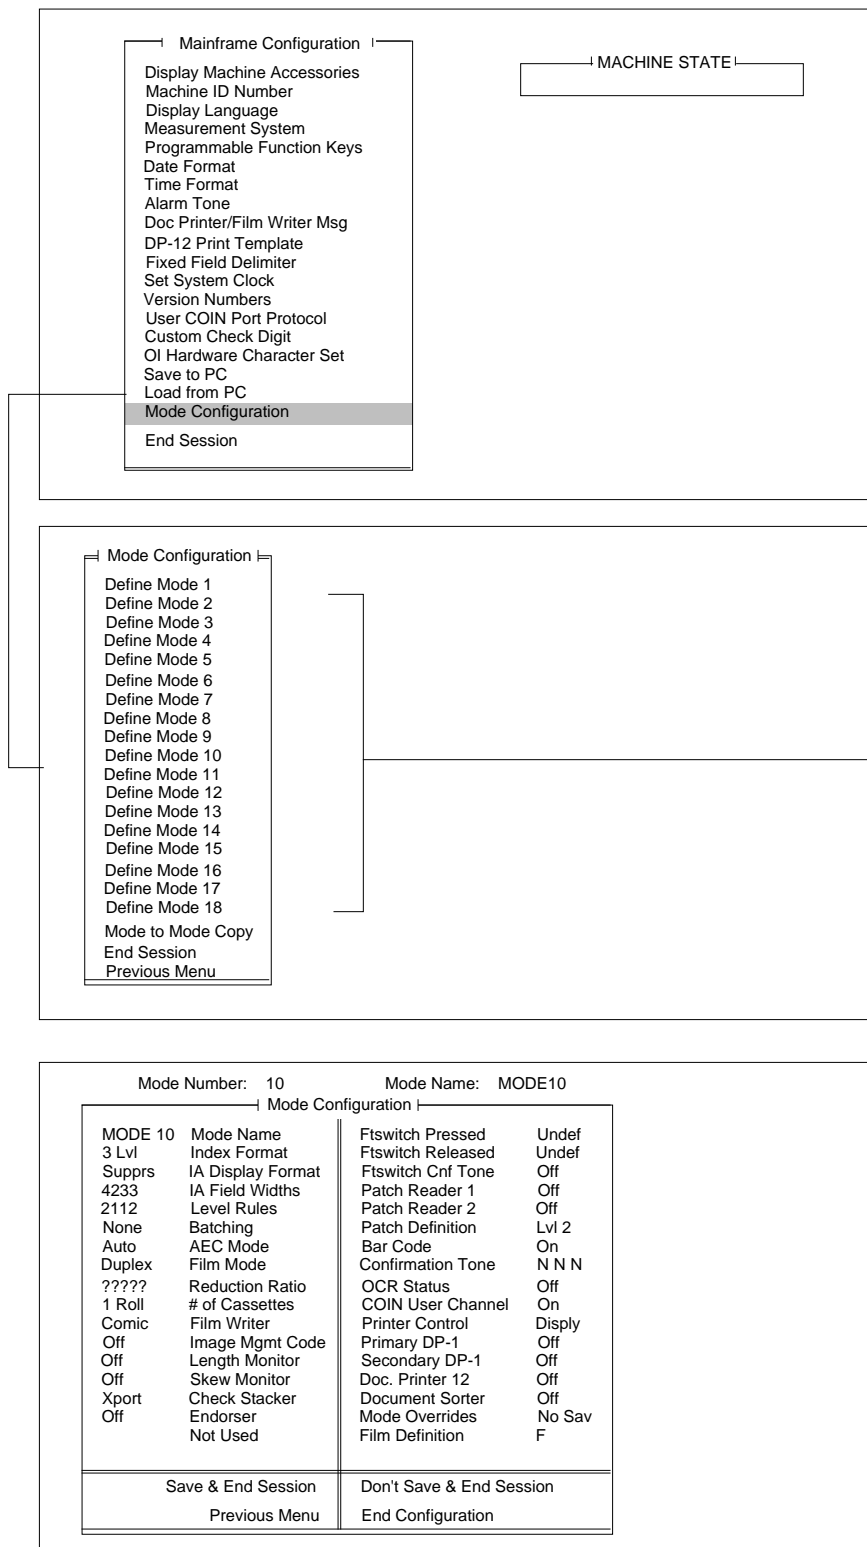 Mainframe Configuration
Display Machine Accessories
Machine ID Number
Display Language
Measurement System
Programmable Function Keys
Date Format
Time Format
Alarm Tone
Doc Printer/Film Writer Msg
DP-12 Print Template
Fixed Field Delimiter
Set System Clock
Version Numbers
User COIN Port Protocol
Custom Check Digit
OI Hardware Character Set
Save to PC
Load from PC
Mode Configuration
End Session
MACHINE STATE
Mode Configuration
Define Mode 1
Define Mode 2
Define Mode 3
Define Mode 4
Define Mode 5
Define Mode 6
Define Mode 7
Define Mode 8
Define Mode 9
Define Mode 10
Define Mode 11
Define Mode 12
Define Mode 13
Define Mode 14
Define Mode 15
Define Mode 16
Define Mode 17
Define Mode 18
Mode to Mode Copy
End Session
Previous Menu
Mode Number: 10 Mode Name: MODE10
Mode Configuration
MODE 10 Mode Name Ftswitch Pressed Undef
3 Lvl Index Format Ftswitch Released Undef
Supprs IA Display Format Ftswitch Cnf Tone Off
4233 IA Field Widths Patch Reader 1 Off
2112 Level Rules Patch Reader 2 Off
None Batching Patch Definition Lvl 2
Auto AEC Mode Bar Code On
Duplex Film Mode Confirmation Tone N N N
????? Reduction Ratio OCR Status Off
1 Roll # of Cassettes COIN User Channel On
Comic Film Writer Printer Control Disply
Off Image Mgmt Code Primary DP-1 Off
Off Length Monitor Secondary DP-1 Off
Off Skew Monitor Doc. Printer 12 Off
Xport Check Stacker Document Sorter Off
Off Endorser Mode Overrides No Sav
Not Used Film Definition F
Save & End Session Don't Save & End Session
Previous Menu End Configuration